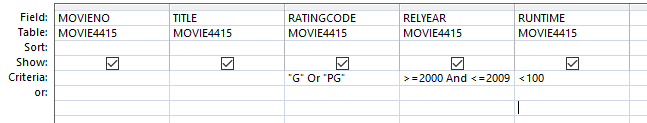 Field: MOVIENO TITLE RATINGCODE RELYEAR RUNTIME
Table: MOVIE4415 MOVIE4415 MOVIE4415 MOVIE4415 MOVIE4415
Sort:
Show:
Criteria: "G" Or "PG" >=2000 And <=2009 <100
or: